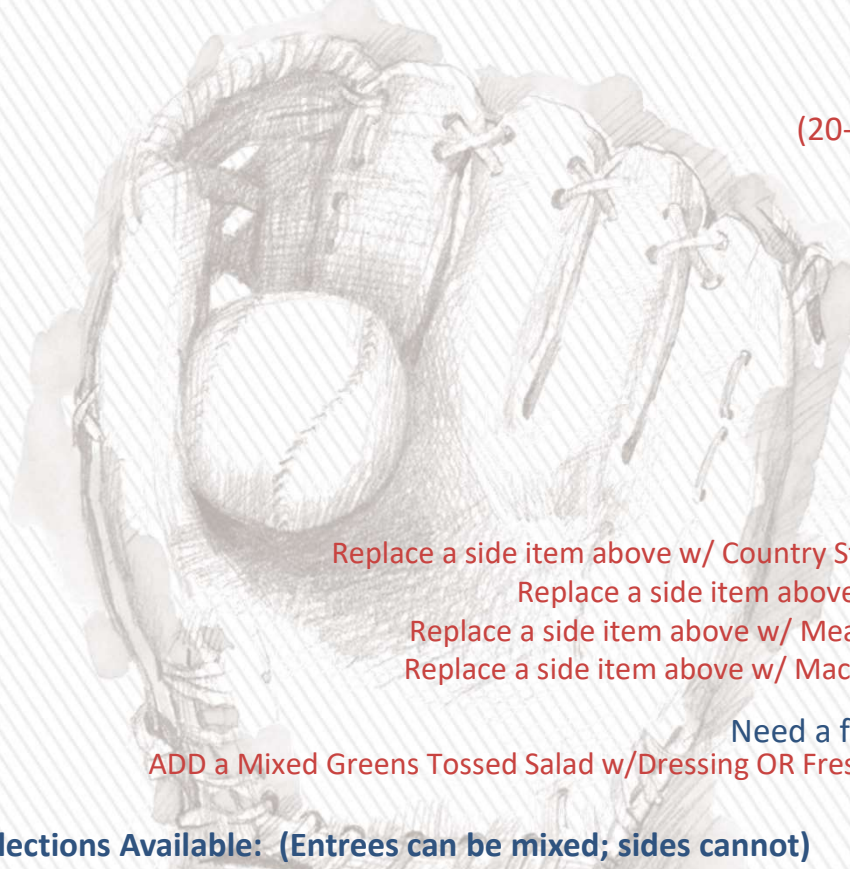 (20-
Replace a side item above w/ Country S
Replace a side item above
Replace a side item above w/ Mea
Replace a side item above w/ Mac
Need a f
ADD a Mixed Greens Tossed Salad w/Dressing OR Fres
lections Available: (Entrees can be mixed; sides cannot)